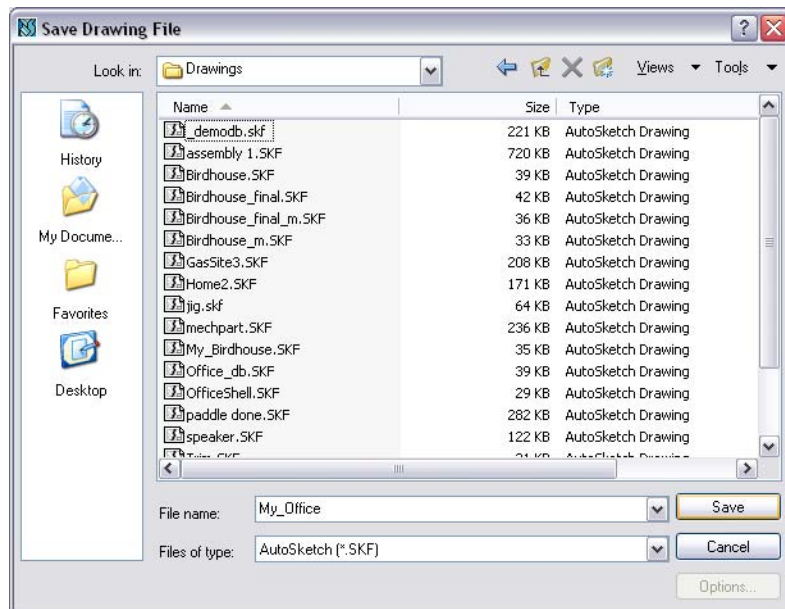 Save Drawing File
Look in: Drawings Views Tools
Name Size Type
_demodb.skf 221 KB AutoSketch Drawing
assembly 1.SKF 720 KB AutoSketch Drawing
Birdhouse.SKF 39 KB AutoSketch Drawing
Birdhouse_final.SKF 42 KB AutoSketch Drawing
Birdhouse_final_m.SKF 36 KB AutoSketch Drawing
Birdhouse_m.SKF 33 KB AutoSketch Drawing
GasSite3.SKF 208 KB AutoSketch Drawing
Home2.SKF 171 KB AutoSketch Drawing
jig.skf 64 KB AutoSketch Drawing
mechpart.SKF 236 KB AutoSketch Drawing
My_Birdhouse.SKF 35 KB AutoSketch Drawing
Office_db.SKF 39 KB AutoSketch Drawing
OfficeShell.SKF 29 KB AutoSketch Drawing
paddle done.SKF 282 KB AutoSketch Drawing
speaker.SKF 122 KB AutoSketch Drawing
History
My Docume...
Favorites
Desktop
File name: My_Office Save
Files of type: AutoSketch (*.SKF) Cancel
Options...